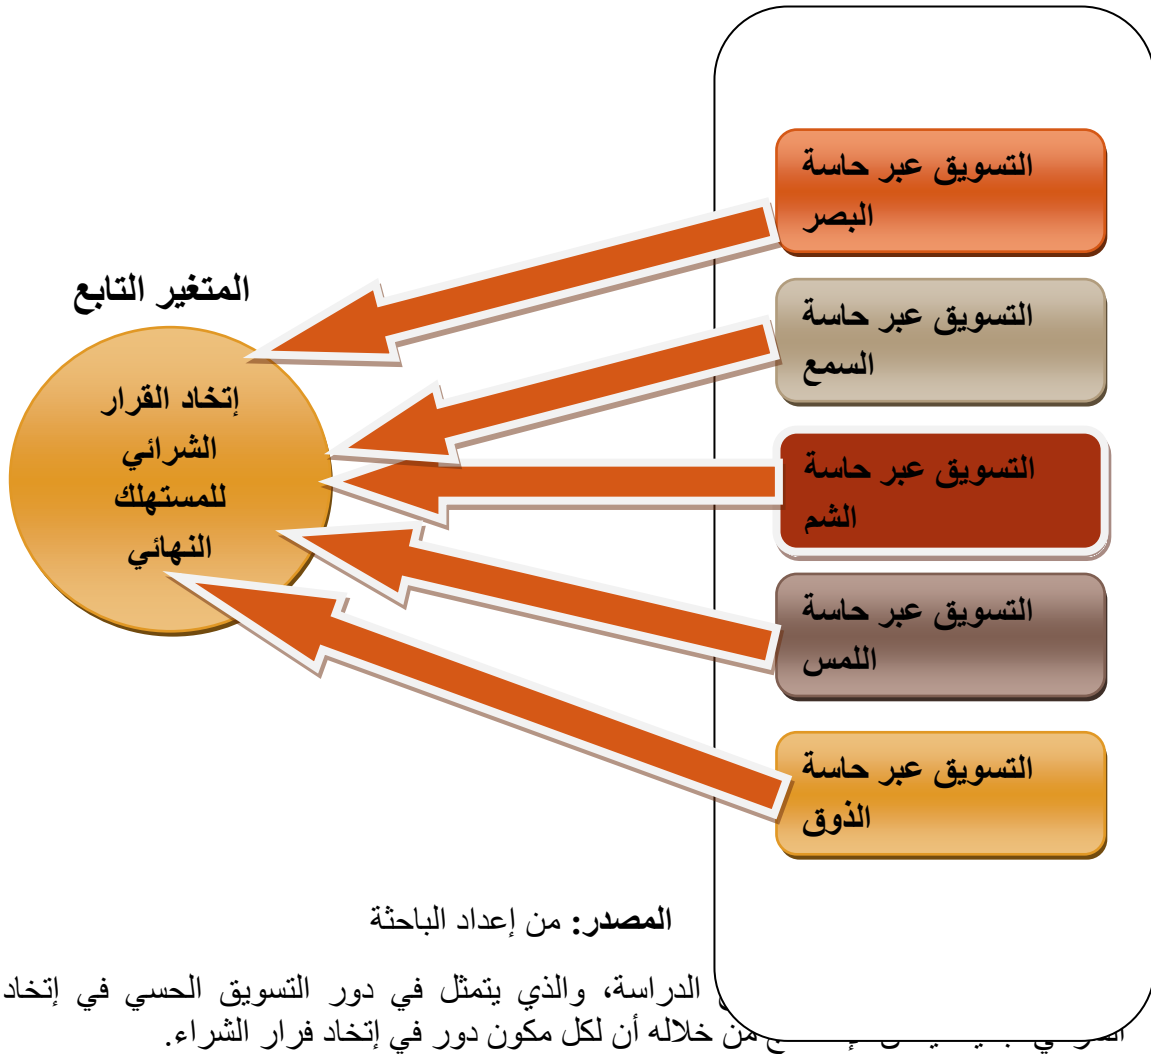 التسويق عبر حاسة
البصر
المتغير التابع
التسويق عبر حاسة
السمع
إتخاد القرار
الشرائي
للمستهلك
النهائي
التسويق عبر حاسة
الشم
التسويق عبر حاسة
اللمس
التسويق عبر حاسة
الذوق
المصدر: من إعداد الباحثة
الدراسة، والذي يتمثل في دور التسويق الحسي في إتخاد
من خلاله أن لكل مكون دور في إتخاد فرار الشراء.